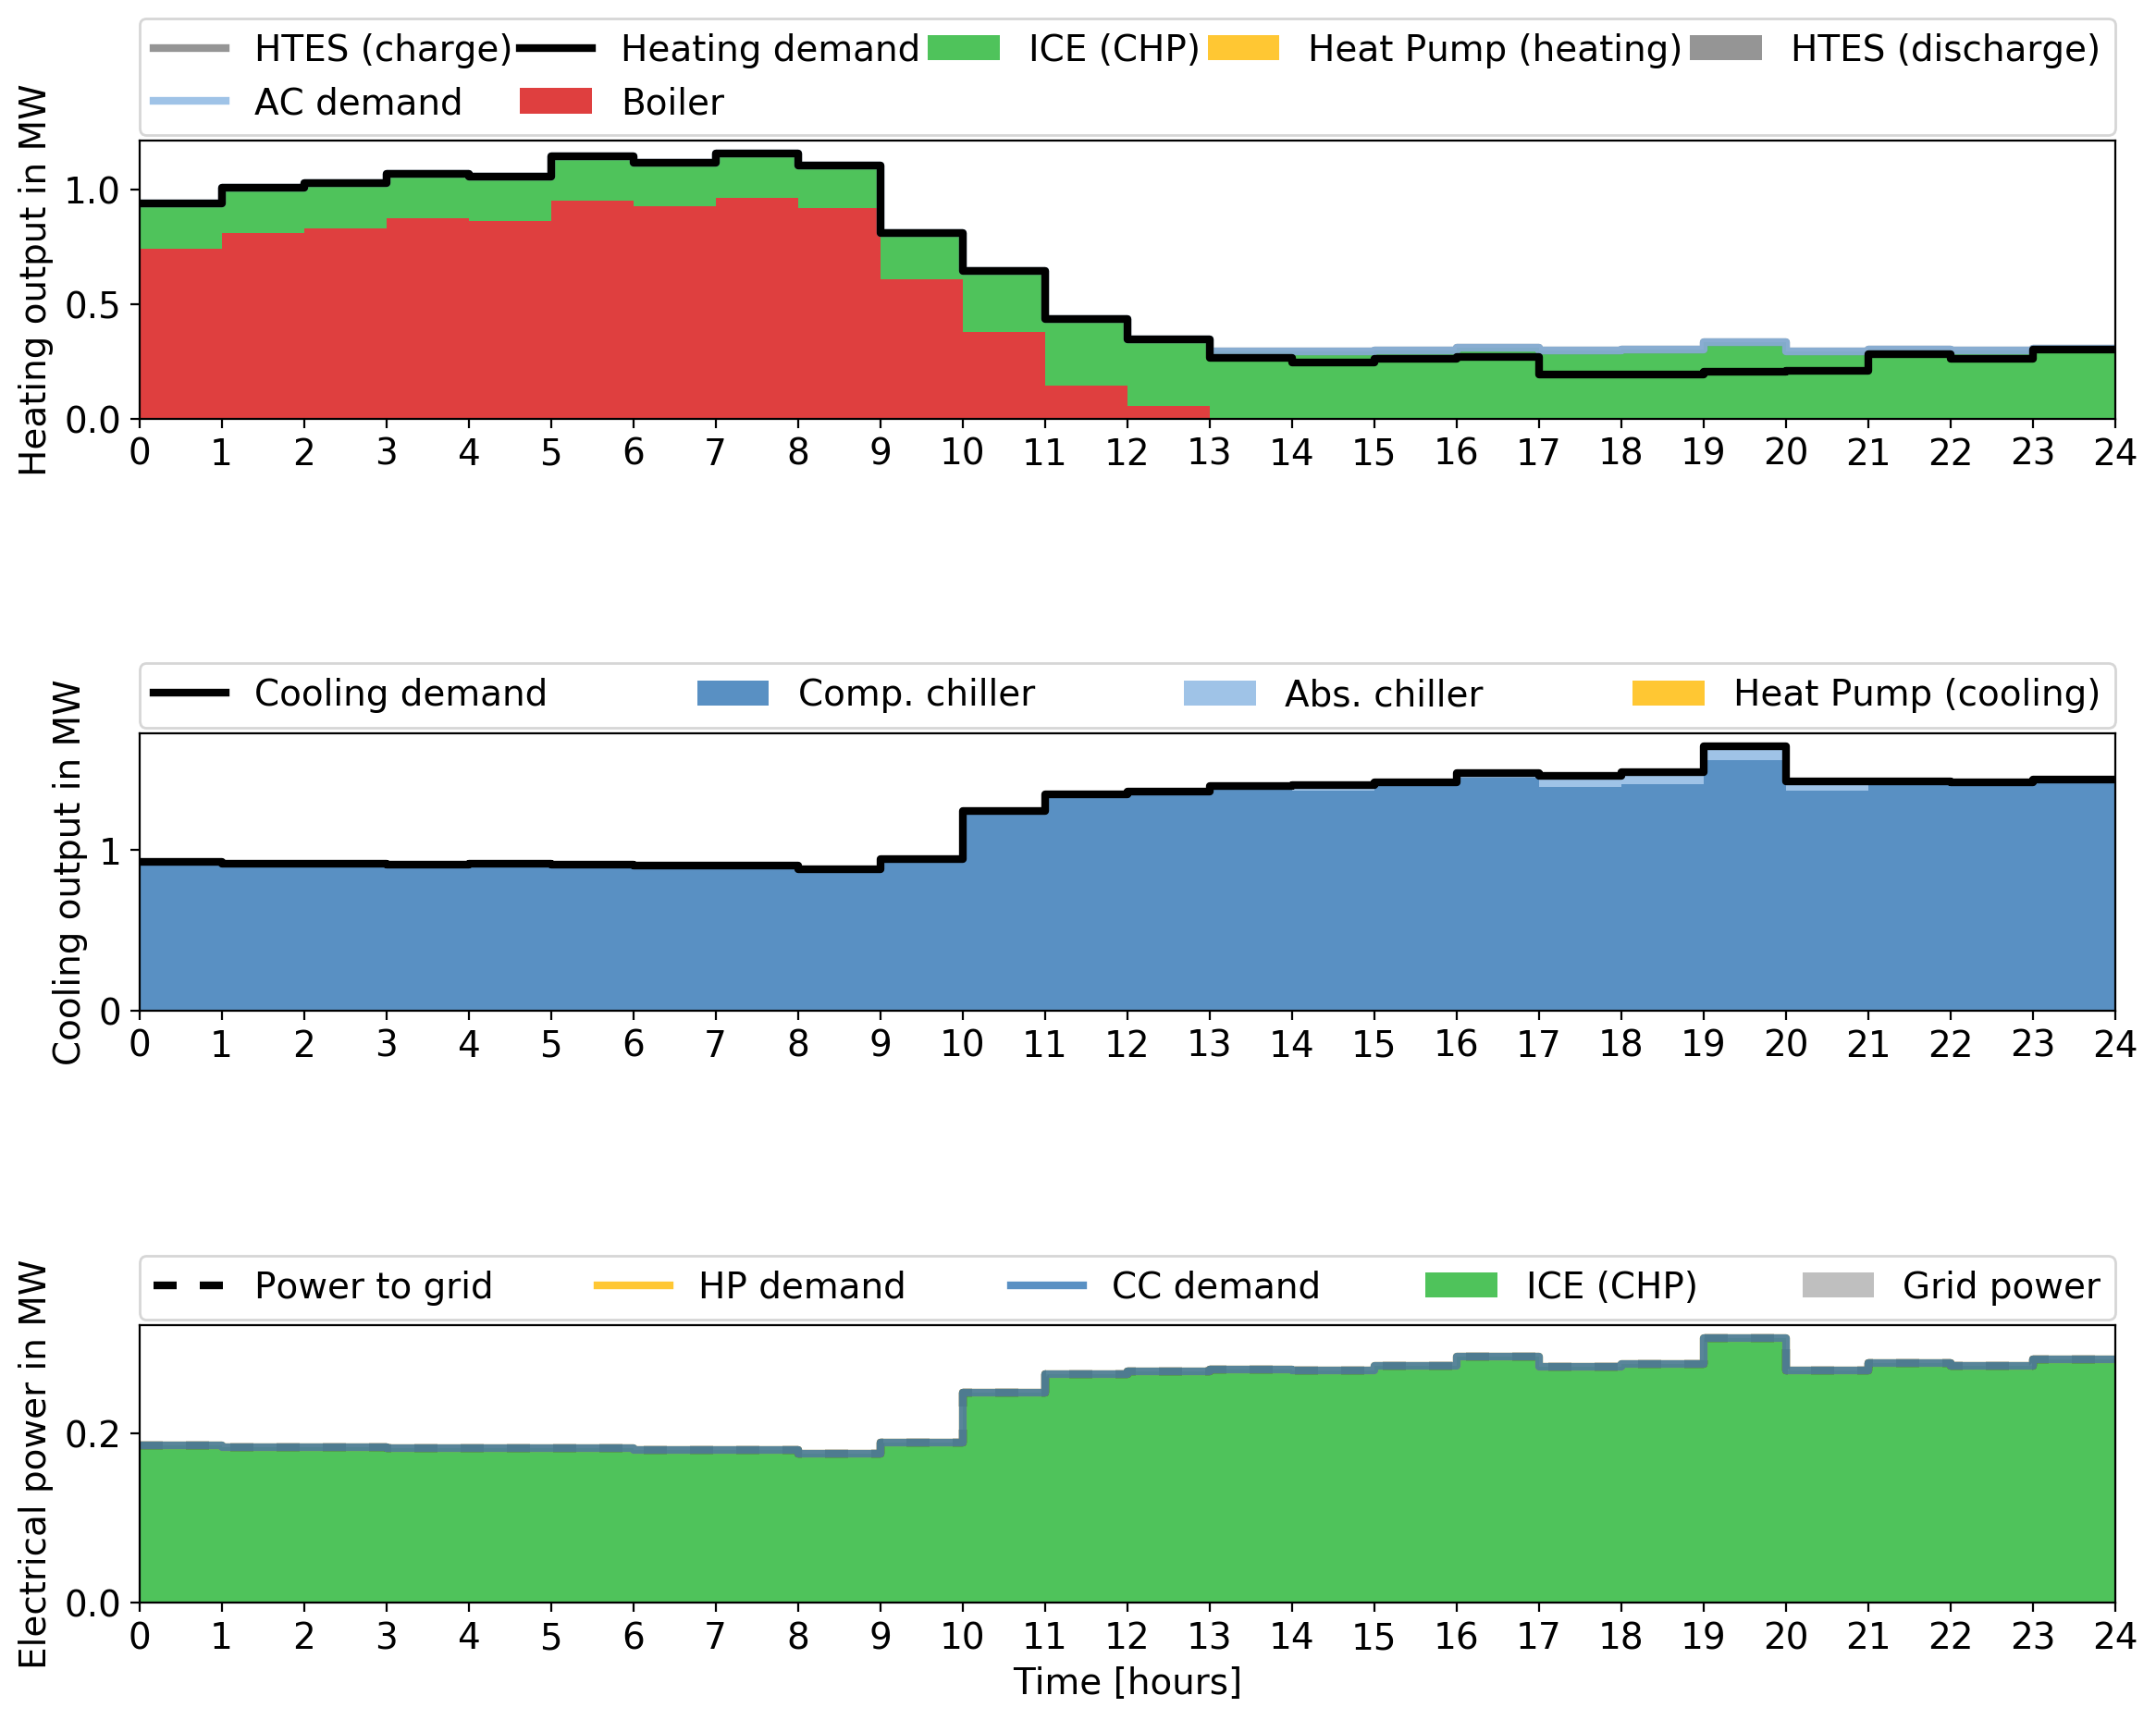 HTES (charge) Heating demand ICE (CHP) Heat Pump (heating) HTES (discharge)
AC demand Boiler
Heating output in MW
1.0
0.5
0.0
0 1 2 3 4 5 6 7 8 9 10 11 12 13 14 15 16 17 18 19 20 21 22 23 24
Cooling demand Comp. chiller Abs. chiller Heat Pump (cooling)
Cooling output in MW
1
0
0 1 2 3 4 5 6 7 8 9 10 11 12 13 14 15 16 17 18 19 20 21 22 23 24
Power to grid HP demand CC demand ICE (CHP) Grid power
Electrical power in MW
0.2
0.0
0 1 2 3 4 5 6 7 8 9 10 11 12 13 14 15 16 17 18 19 20 21 22 23 24
Time [hours]